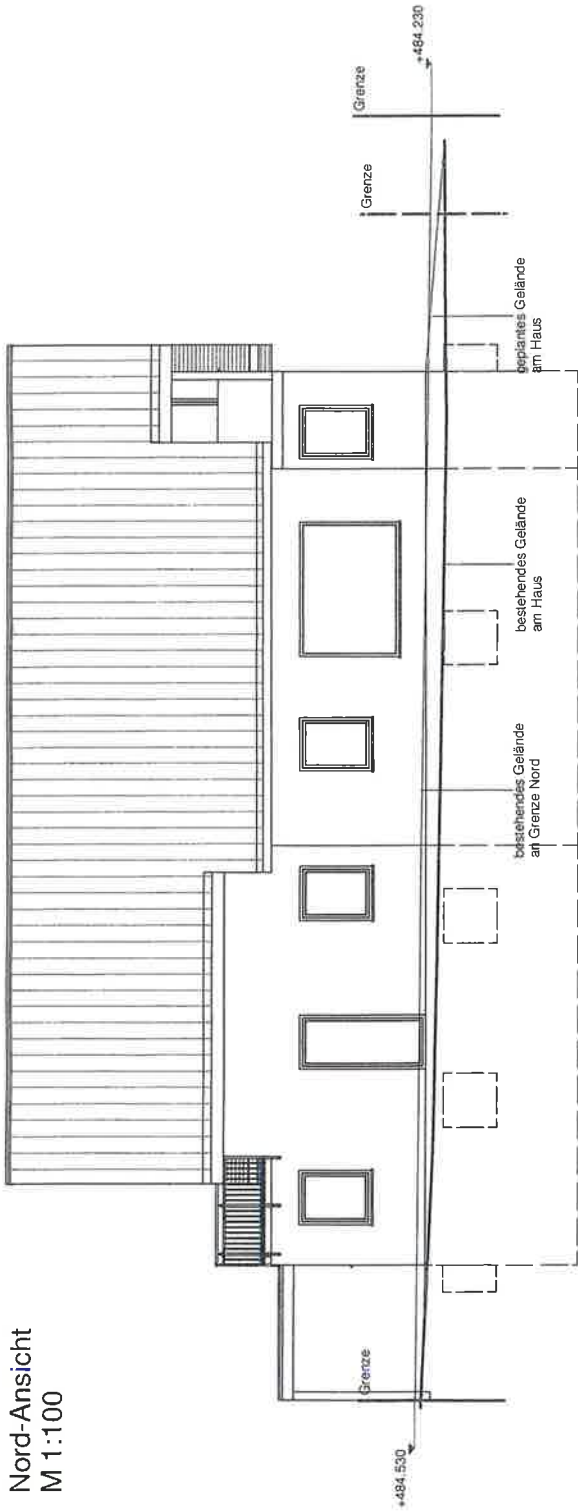 Nord-Ansicht
M 1:100
+484.530
Grenze
bestehendes Gelände
an Grenze Nord
bestehendes Gelände
am Haus
geplantes Gelände
am Haus
Grenze
Grenze
+484.230